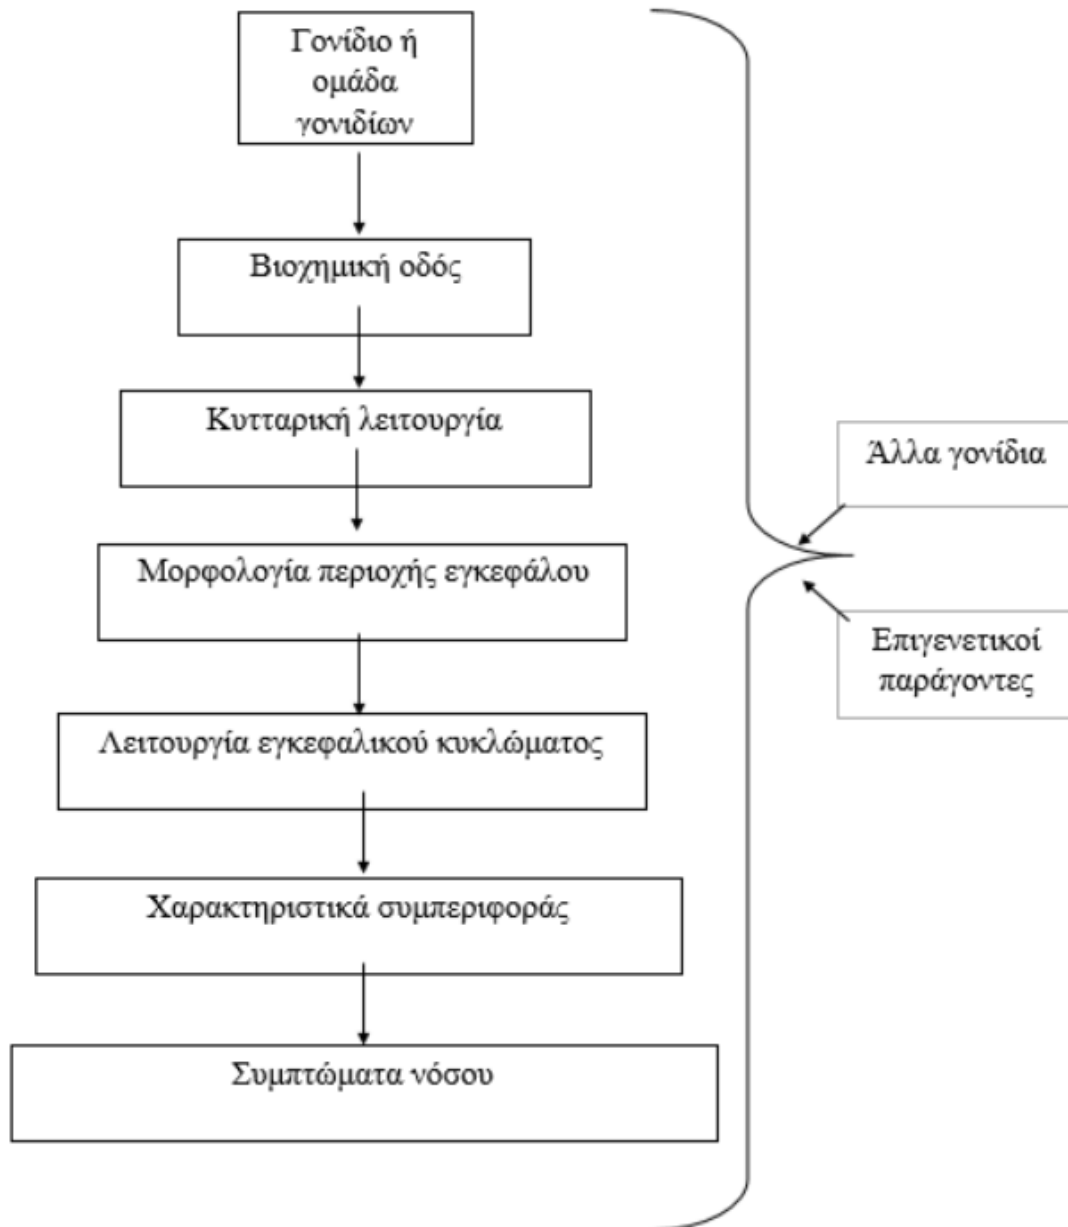 Γονίδιο ή
ομάδα
γονιδίων
Βιοχημική οδός
Κυτταρική λειτουργία
Άλλα γονίδια
Μορφολογία περιοχής εγκεφάλου
Επιγενετικοί
παράγοντες
Λειτουργία εγκεφαλικού κυκλώματος
Χαρακτηριστικά συμπεριφοράς
Συμπτώματα νόσου